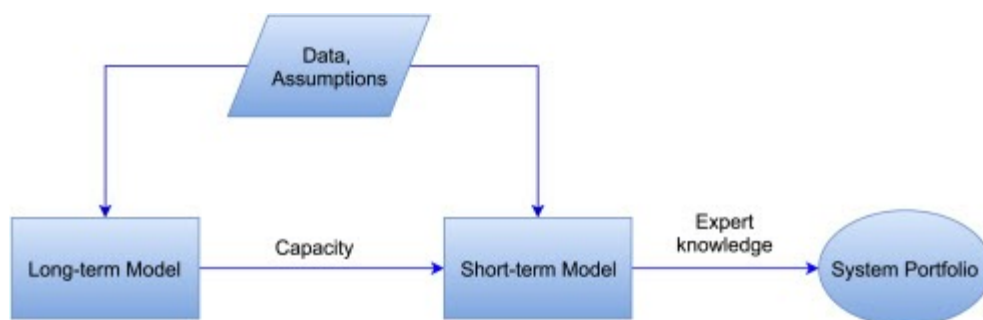 Data,
Assumptions
Long-term Model
Capacity
Short-term Model
Expert
knowledge
System Portfolio